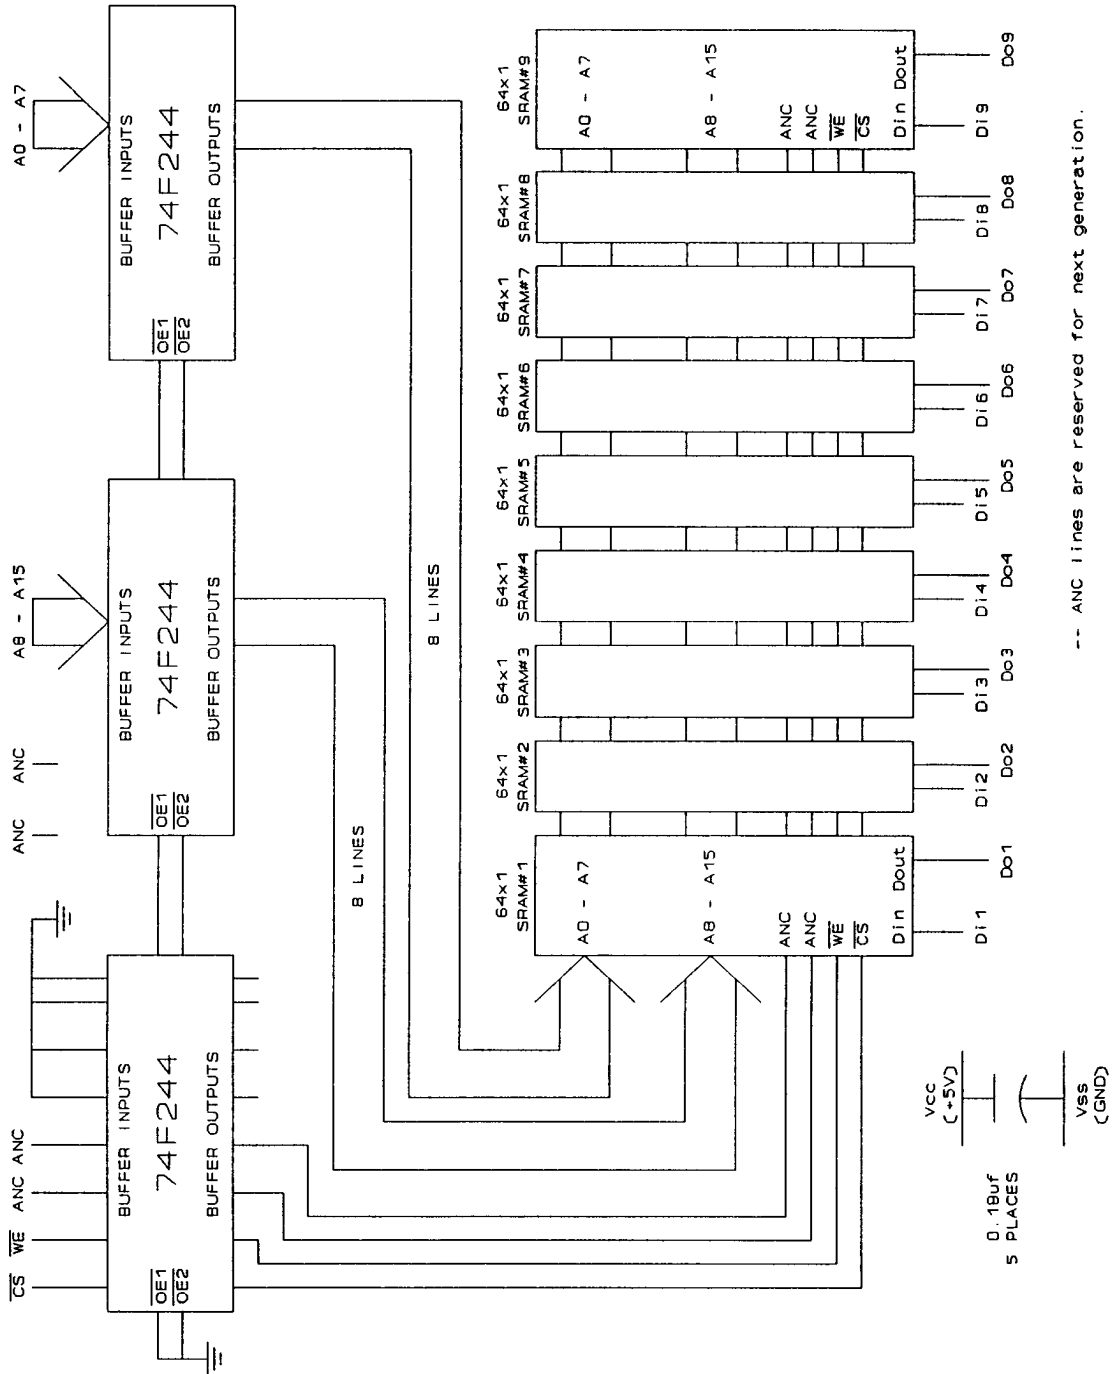 CS WE ANC ANC
ANC ANC
A8 - A15
A0 - A7
BUFFER INPUTS
OE1
OE2
74F244
BUFFER OUTPUTS
BUFFER INPUTS
OE1
OE2
74F244
BUFFER OUTPUTS
BUFFER INPUTS
OE1
OE2
74F244
BUFFER OUTPUTS
8 LINES
8 LINES
64x1
SRAM#1
64x1
SRAM#2
64x1
SRAM#3
64x1
SRAM#4
64x1
SRAM#5
64x1
SRAM#6
64x1
SRAM#7
64x1
SRAM#8
64x1
SRAM#9
A0 - A7
A8 - A15
ANC
ANC
WE
CS
Din Dout
A0 - A7
A8 - A15
ANC
ANC
WE
CS
Din Dout
Di1 Do1
Di2 Do2
Di3 Do3
Di4 Do4
Di5 Do5
Di6 Do6
Di7 Do7
Di8 Do8
Di9 Do9
Vcc
(+5V)
0.18uf
5 PLACES
Vss
(GND)
-- ANC lines are reserved for next generation.